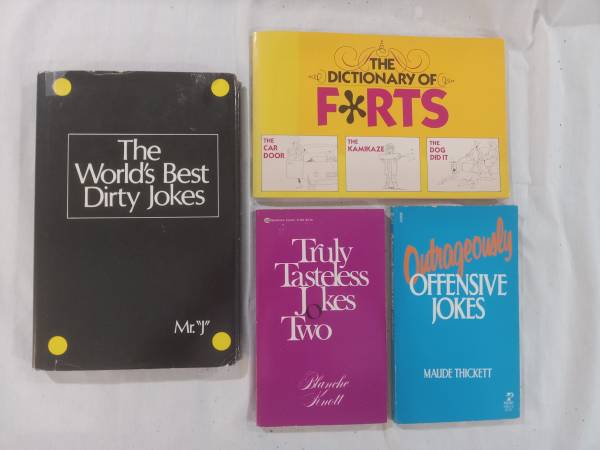 The
World's Best
Dirty Jokes
Mr. "J"
THE
DICTIONARY OF
F*RTS
THE
CAR
DOOR
THE
KAMIKAZE
THE
DOG
DID IT
Truly
Tasteless
Jokes
Two
Blanche
Knott
Outrageously
OFFENSIVE
JOKES
MAUDE THICKETT